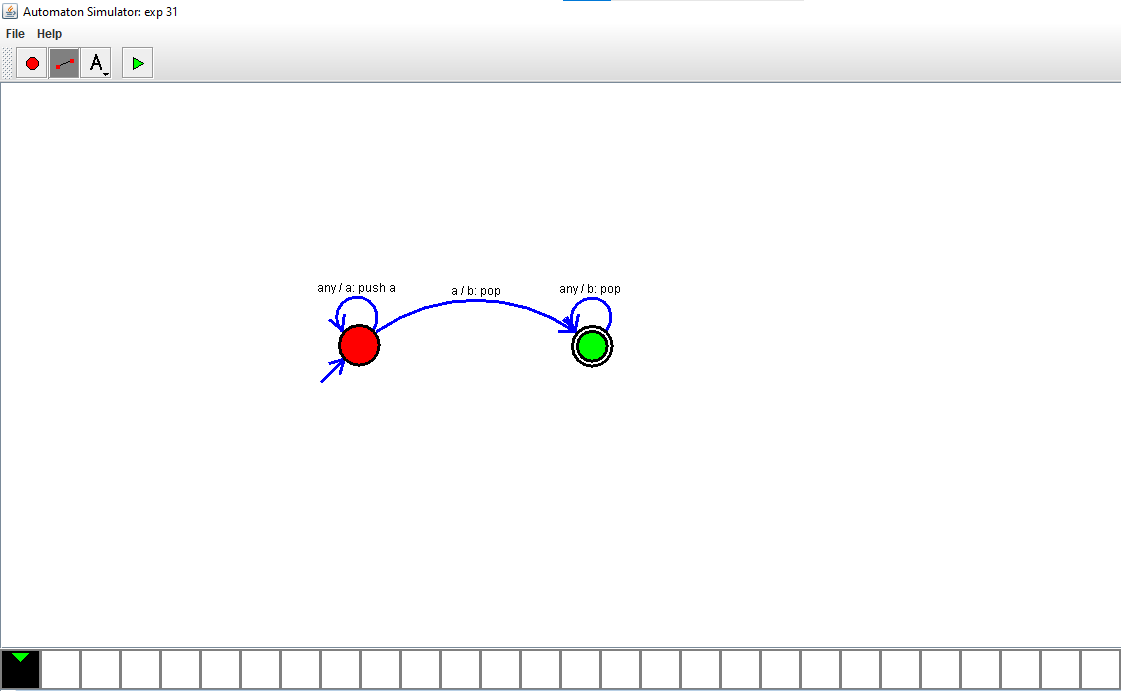 Automaton Simulator: exp 31
File Help
A
any / a: push a
a / b: pop
any / b: pop